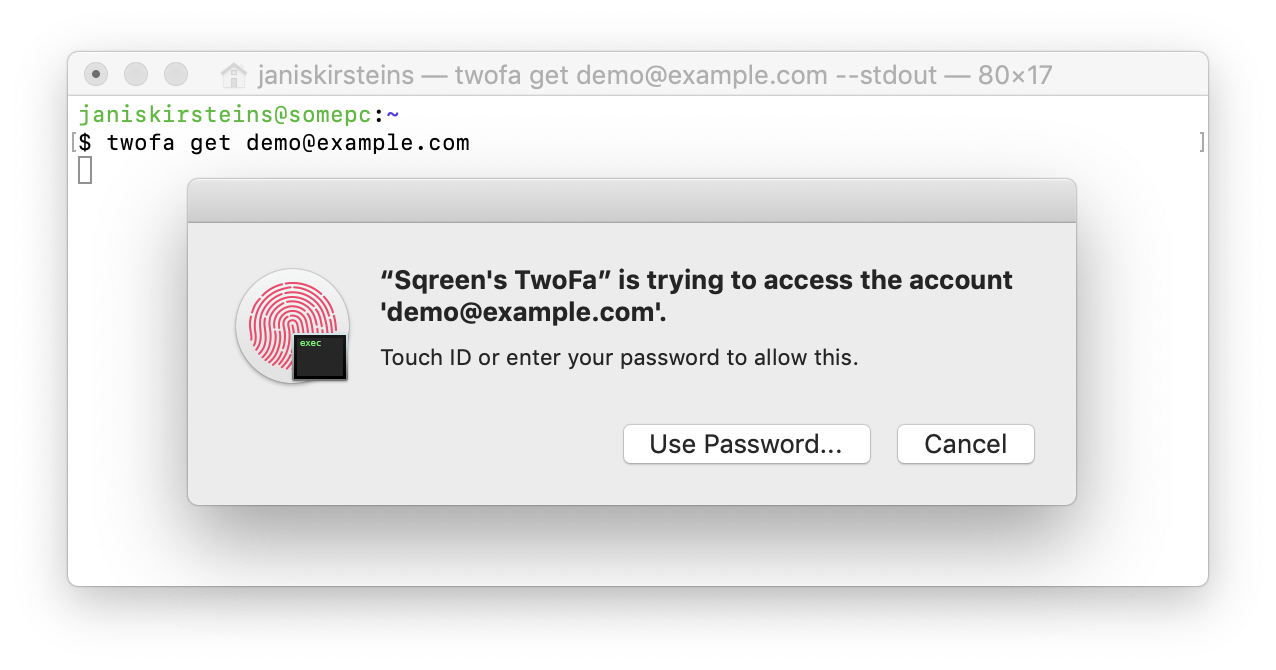 janiskirsteins — twofa get demo@example.com --stdout — 80×17
janiskirsteins@somepc:~
[$ twofa get demo@example.com ]
“Sqreen's TwoFa” is trying to access the account
'demo@example.com'.
exec
Touch ID or enter your password to allow this.
Use Password...
Cancel